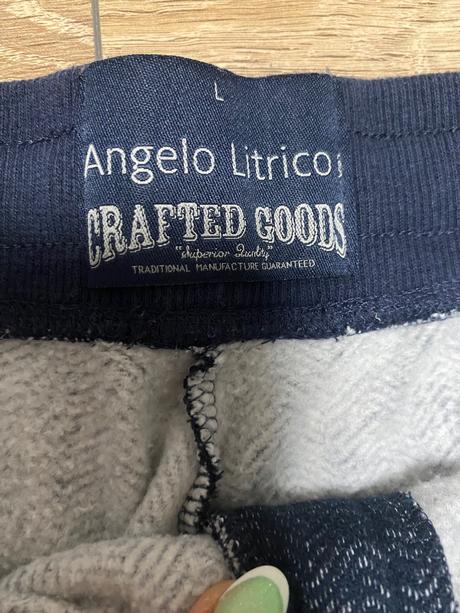 L
Angelo Litrico
CRAFTED GOODS
"Superior Quality"
TRADITIONAL MANUFACTURE GUARANTEED